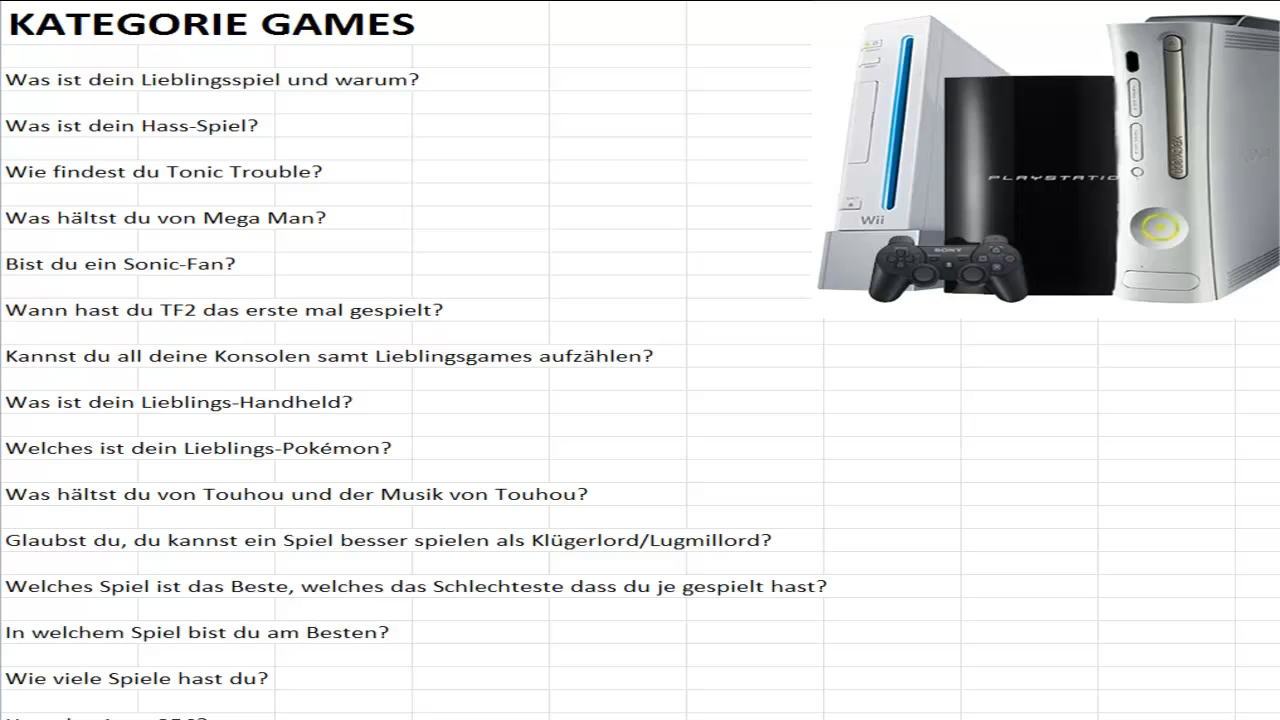 KATEGORIE GAMES
Was ist dein Lieblingsspiel und warum?
Was ist dein Hass-Spiel?
Wie findest du Tonic Trouble?
Was hältst du von Mega Man?
Bist du ein Sonic-Fan?
Wann hast du TF2 das erste mal gespielt?
Kannst du all deine Konsolen samt Lieblingsgames aufzählen?
Was ist dein Lieblings-Handheld?
Welches ist dein Lieblings-Pokémon?
Was hältst du von Touhou und der Musik von Touhou?
Glaubst du, du kannst ein Spiel besser spielen als Klügerlord/Lugmillord?
Welches Spiel ist das Beste, welches das Schlechteste dass du je gespielt hast?
In welchem Spiel bist du am Besten?
Wie viele Spiele hast du?
Wii
PLAYSTATIO
SONY
XBOX360